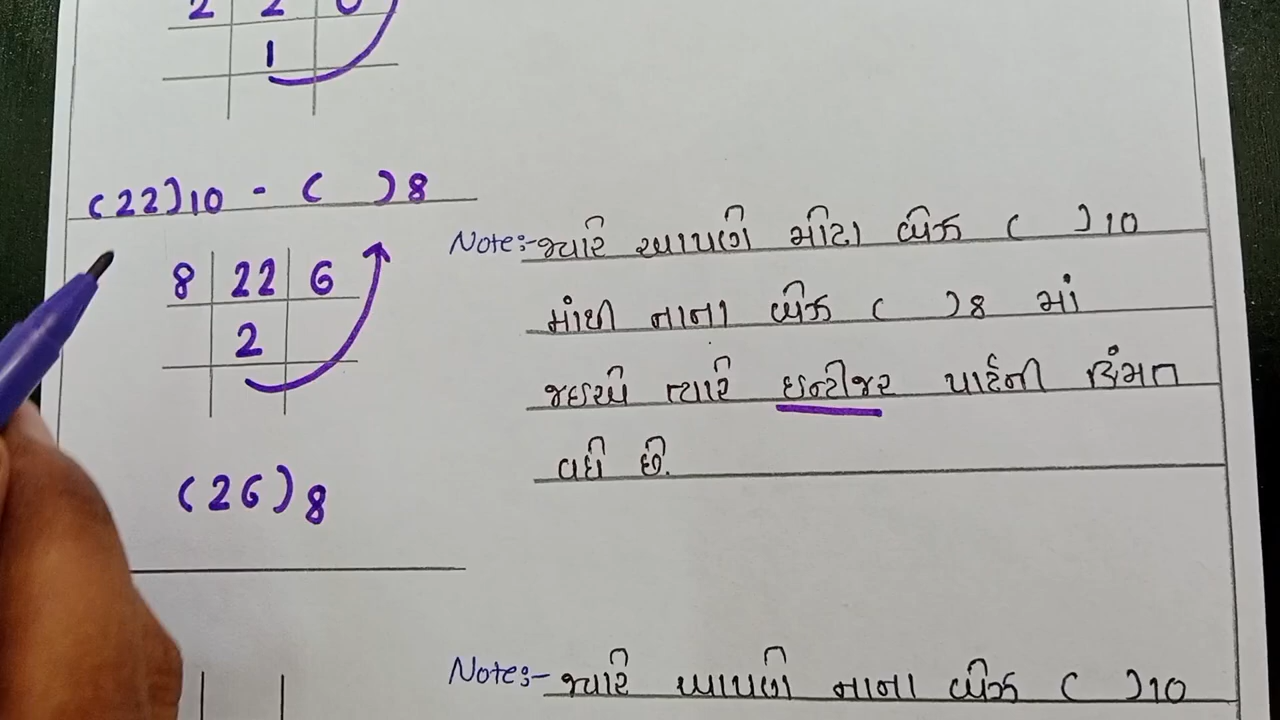 2 2 0
1
(22)10 - ( )8
8 22 6
2
(26)8
Note:- જ્યારે આપણે મોટા બેઝ ( )10
માંથી નાના બેઝ ( )8 માં
જઇએ ત્યારે ઇન્ટીજર પાર્ટની કિંમત
વધે છે.
Note:- જ્યારે આપણે નાના બેઝ ( )10